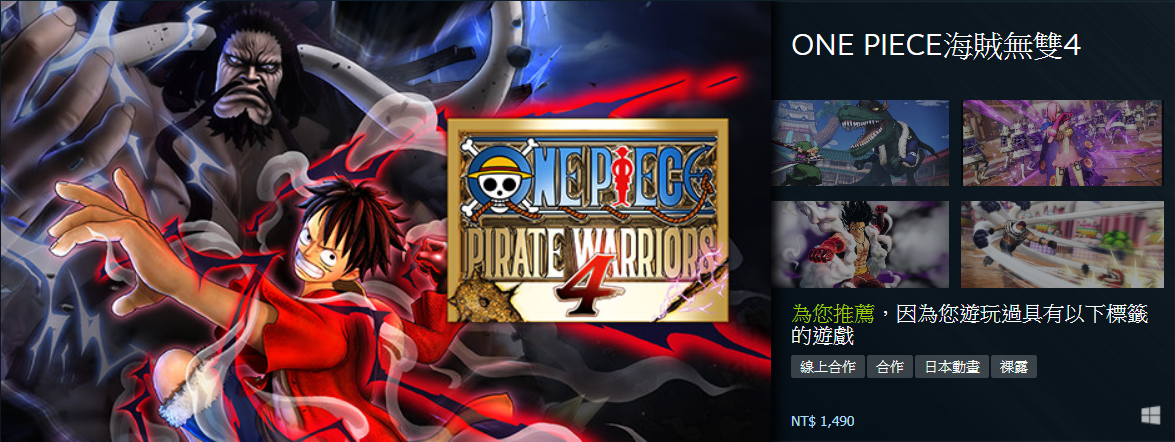 ONE PIECE海賊無雙4
ONE PIECE
PIRATE WARRIORS
4
為您推薦，因為您遊玩過具有以下標籤
的遊戲
線上合作 合作 日本動畫 裸露
NT$ 1,490